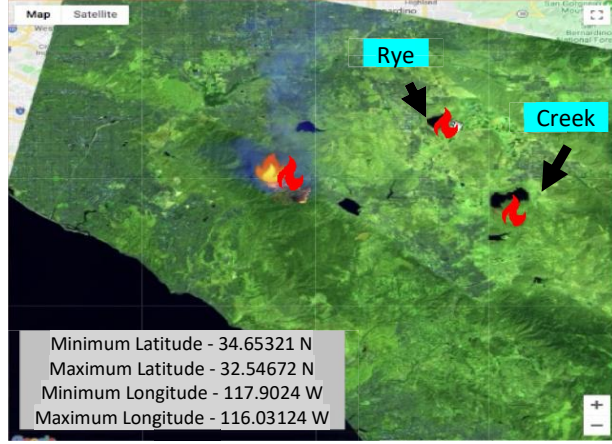 Map Satellite
Rye
Creek
Minimum Latitude - 34.65321 N
Maximum Latitude - 32.54672 N
Minimum Longitude - 117.9024 W
Maximum Longitude - 116.03124 W
+
−